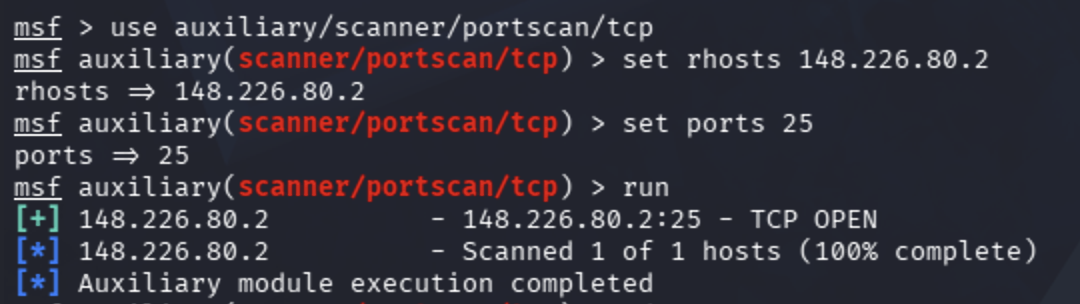 msf > use auxiliary/scanner/portscan/tcp
msf auxiliary(scanner/portscan/tcp) > set rhosts 148.226.80.2
rhosts ⇒ 148.226.80.2
msf auxiliary(scanner/portscan/tcp) > set ports 25
ports ⇒ 25
msf auxiliary(scanner/portscan/tcp) > run
[+] 148.226.80.2 - 148.226.80.2:25 - TCP OPEN
[*] 148.226.80.2 - Scanned 1 of 1 hosts (100% complete)
[*] Auxiliary module execution completed